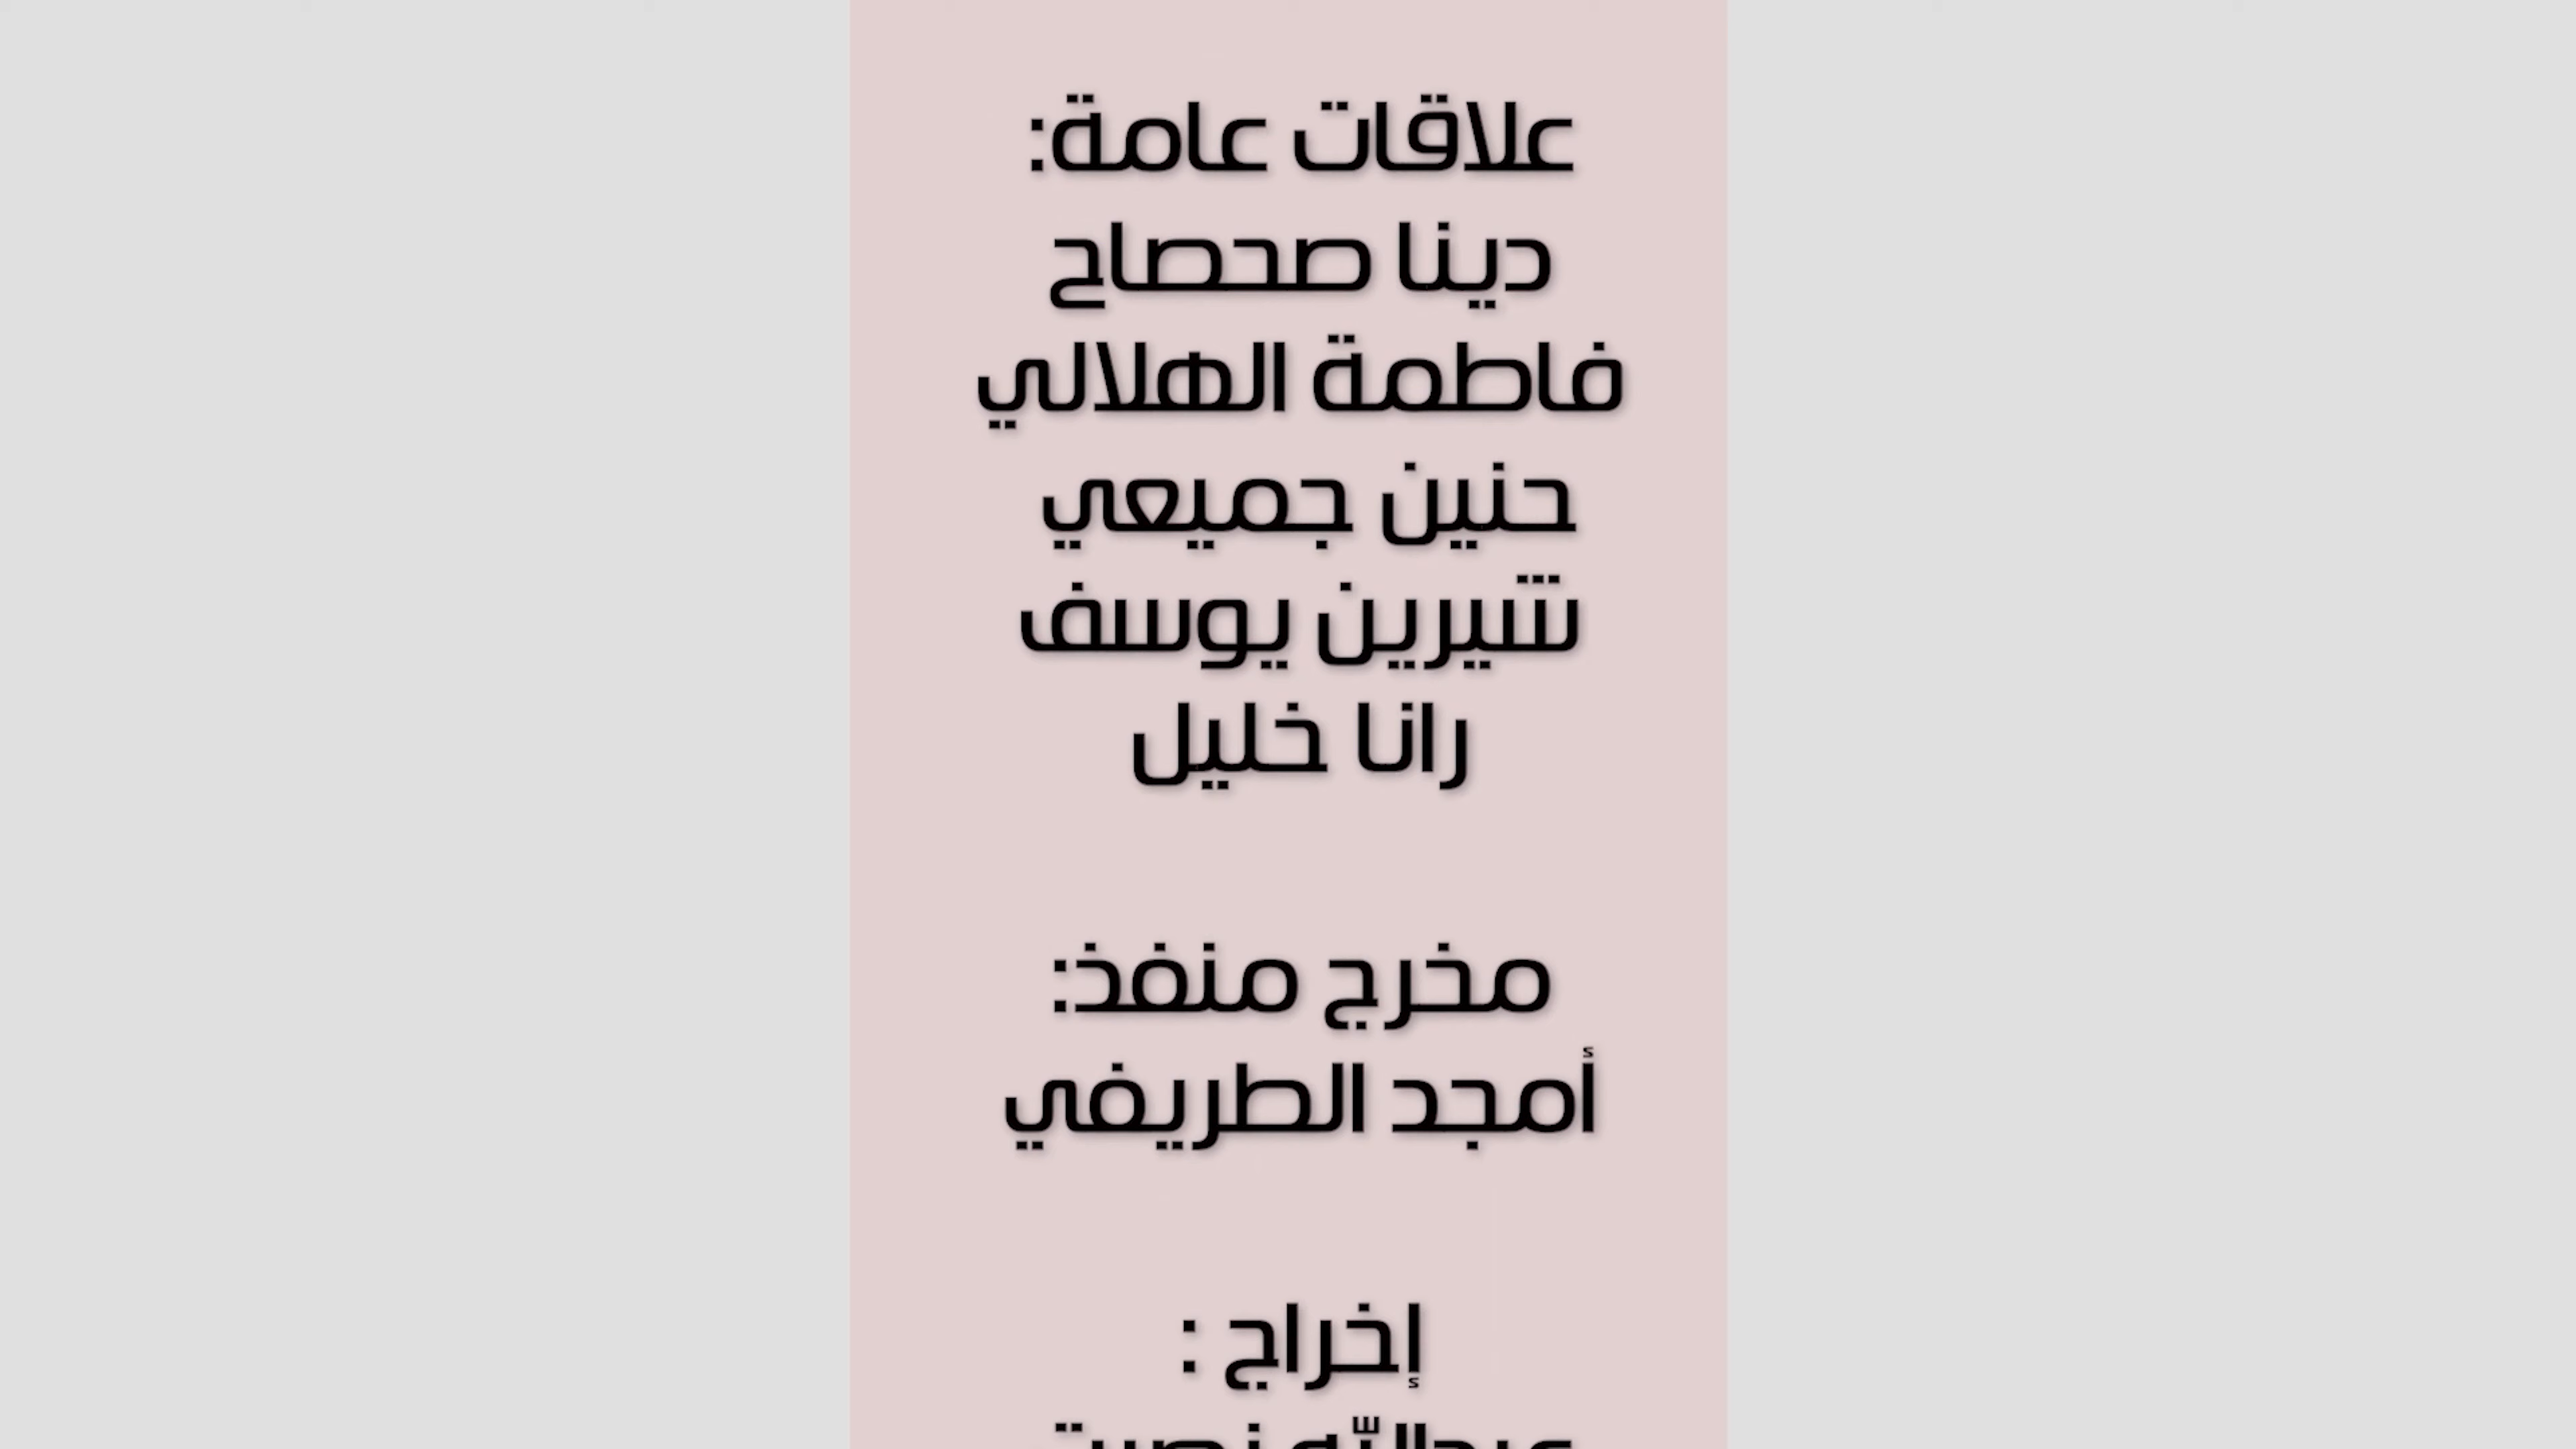 علاقات عامة:
دينا صحصاح
فاطمة الهلالي
حنين جميعي
شيرين يوسف
رانا خليل
مخرج منفذ:
أمجد الطريفي
إخراج :